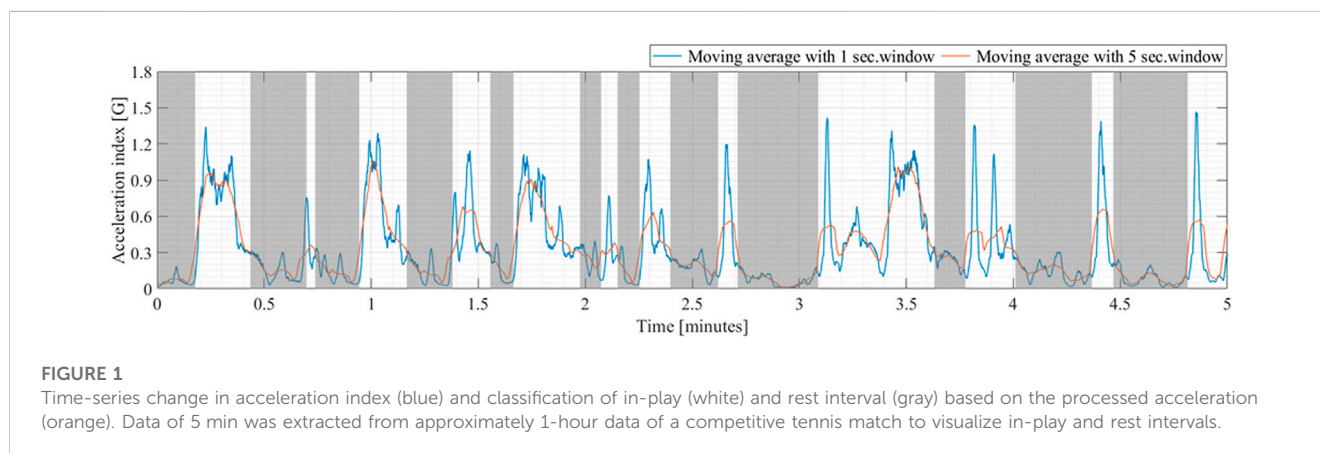 Moving average with 1 sec.window Moving average with 5 sec.window
1.8
1.5
1.2
0.9
0.6
0.3
0
Acceleration index [G]
0 0.5 1 1.5 2 2.5 3 3.5 4 4.5 5
Time [minutes]
FIGURE 1
Time-series change in acceleration index (blue) and classification of in-play (white) and rest interval (gray) based on the processed acceleration
(orange). Data of 5 min was extracted from approximately 1-hour data of a competitive tennis match to visualize in-play and rest intervals.